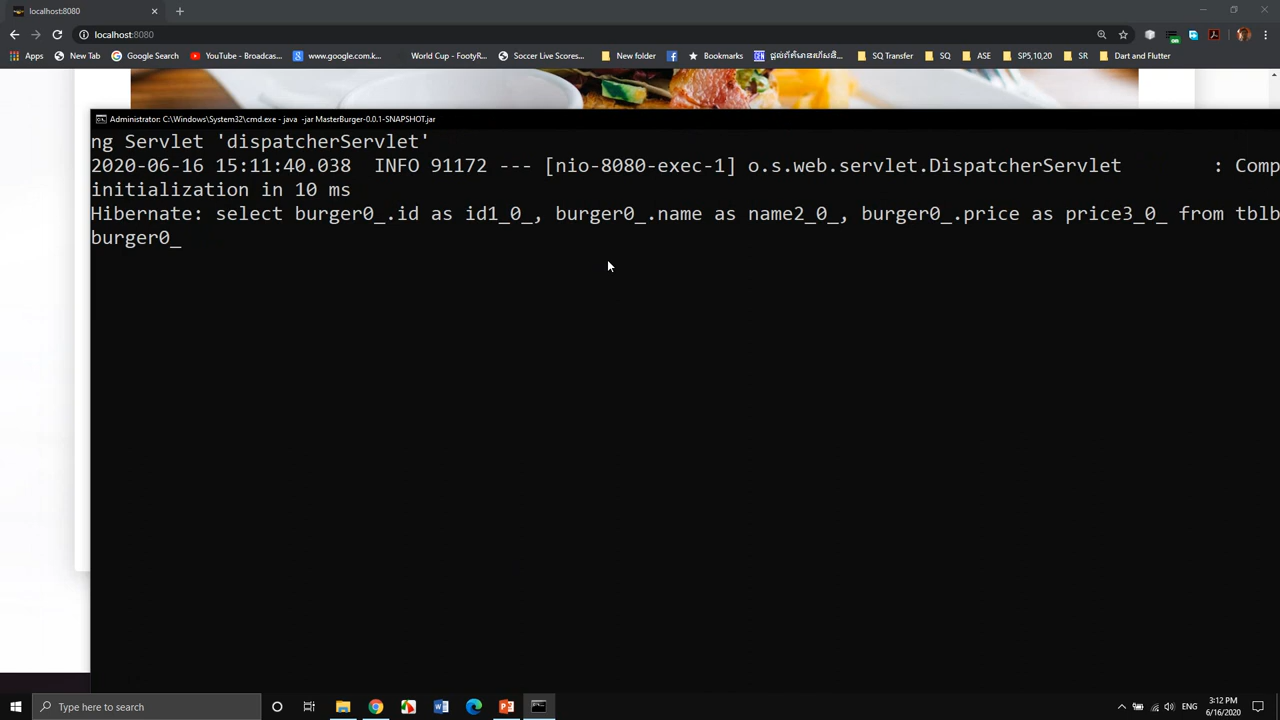 localhost:8080
localhost:8080
Apps
New Tab
Google Search
YouTube - Broadcas...
www.google.com.k...
World Cup - FootyR...
Soccer Live Scores...
New folder
Bookmarks
SQ Transfer
SQ
ASE
SP5,10,20
SR
Dart and Flutter
Administrator: C:\Windows\System32\cmd.exe - java -jar MasterBurger-0.0.1-SNAPSHOT.jar
ng Servlet 'dispatcherServlet'
2020-06-16 15:11:40.038  INFO 91172 --- [nio-8080-exec-1] o.s.web.servlet.DispatcherServlet        : Comp
initialization in 10 ms
Hibernate: select burger0_.id as id1_0_, burger0_.name as name2_0_, burger0_.price as price3_0_ from tblb
burger0_
Type here to search
ENG
3:12 PM
6/16/2020